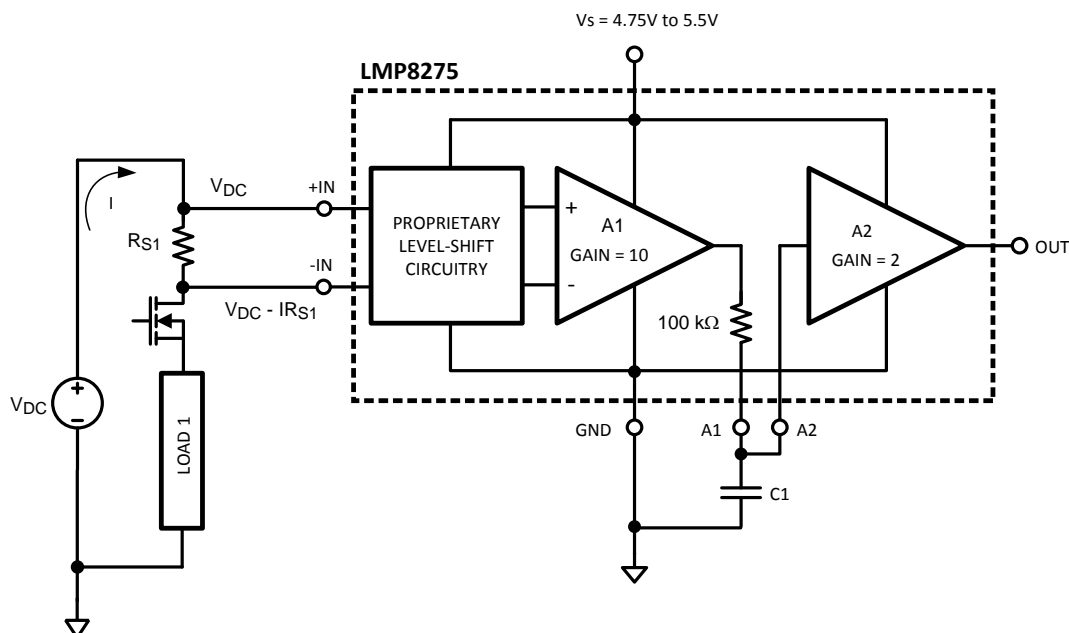 Vs = 4.75V to 5.5V
LMP8275
I
VDC
+IN
RS1
-IN
VDC - IRS1
PROPRIETARY
LEVEL-SHIFT
CIRCUITRY
+
-
A1
GAIN = 10
A2
GAIN = 2
OUT
100 kΩ
VDC
+
−
LOAD 1
GND
A1
A2
C1